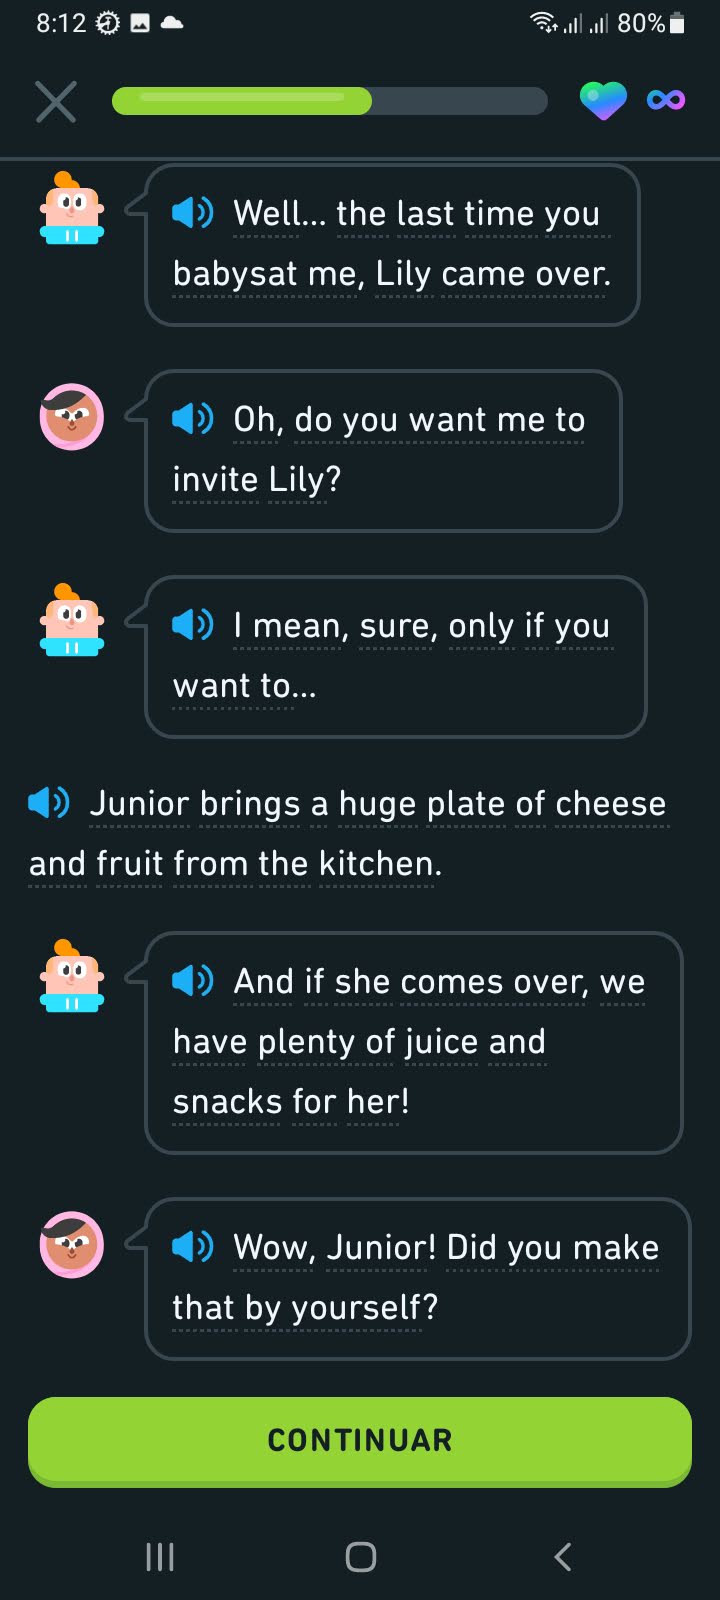 8:12 80%
Well... the last time you
babysat me, Lily came over.
Oh, do you want me to
invite Lily?
I mean, sure, only if you
want to...
Junior brings a huge plate of cheese
and fruit from the kitchen.
And if she comes over, we
have plenty of juice and
snacks for her!
Wow, Junior! Did you make
that by yourself?
CONTINUAR